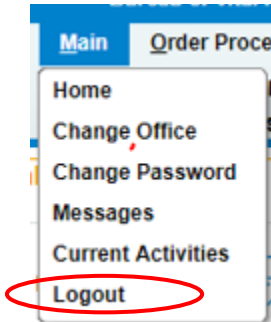 Main Order Proce
Home
Change Office
Change Password
Messages
Current Activities
Logout